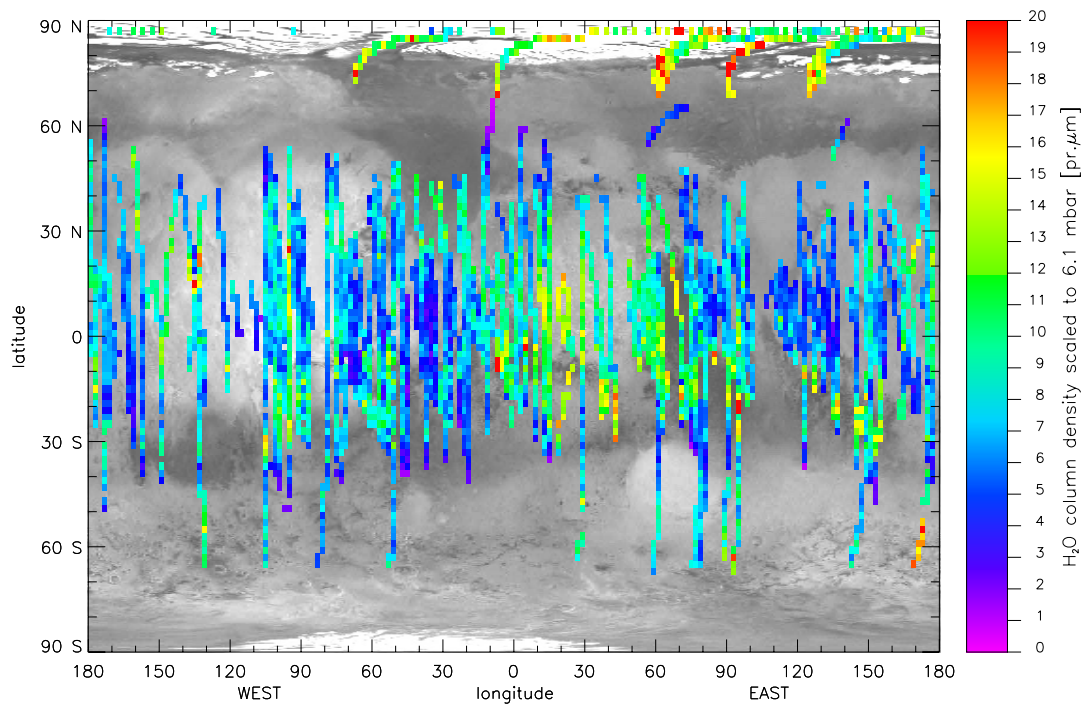 90 N
60 N
30 N
0
30 S
60 S
90 S
latitude
180 150 120 90 60 30 0 30 60 90 120 150 180
WEST longitude EAST
20
19
18
17
16
15
14
13
12
11
10
9
8
7
6
5
4
3
2
1
0
H₂O column density scaled to 6.1 mbar [pr.μm]